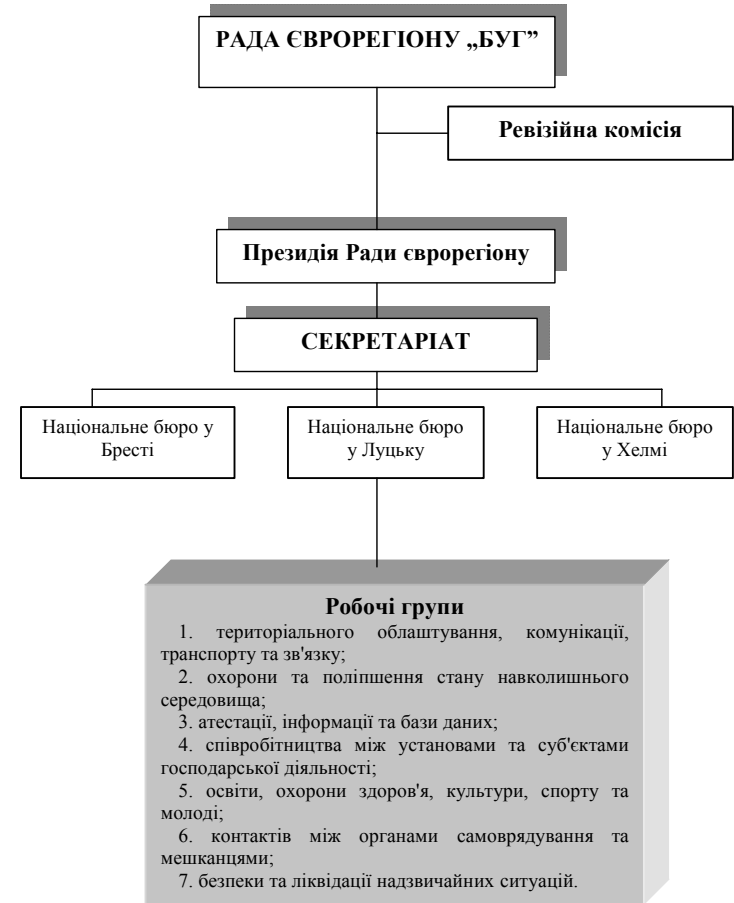 РАДА ЄВРОРЕГІОНУ „БУГ”
Ревізійна комісія
Президія Ради єврорегіону
СЕКРЕТАРІАТ
Національне бюро у
Бресті
Національне бюро
у Луцьку
Національне бюро
у Хелмі
Робочі групи
1. територіального облаштування, комунікації,
транспорту та зв'язку;
2. охорони та поліпшення стану навколишнього
середовища;
3. атестації, інформації та бази даних;
4. співробітництва між установами та суб'єктами
господарської діяльності;
5. освіти, охорони здоров'я, культури, спорту та
молоді;
6. контактів між органами самоврядування та
мешканцями;
7. безпеки та ліквідації надзвичайних ситуацій.